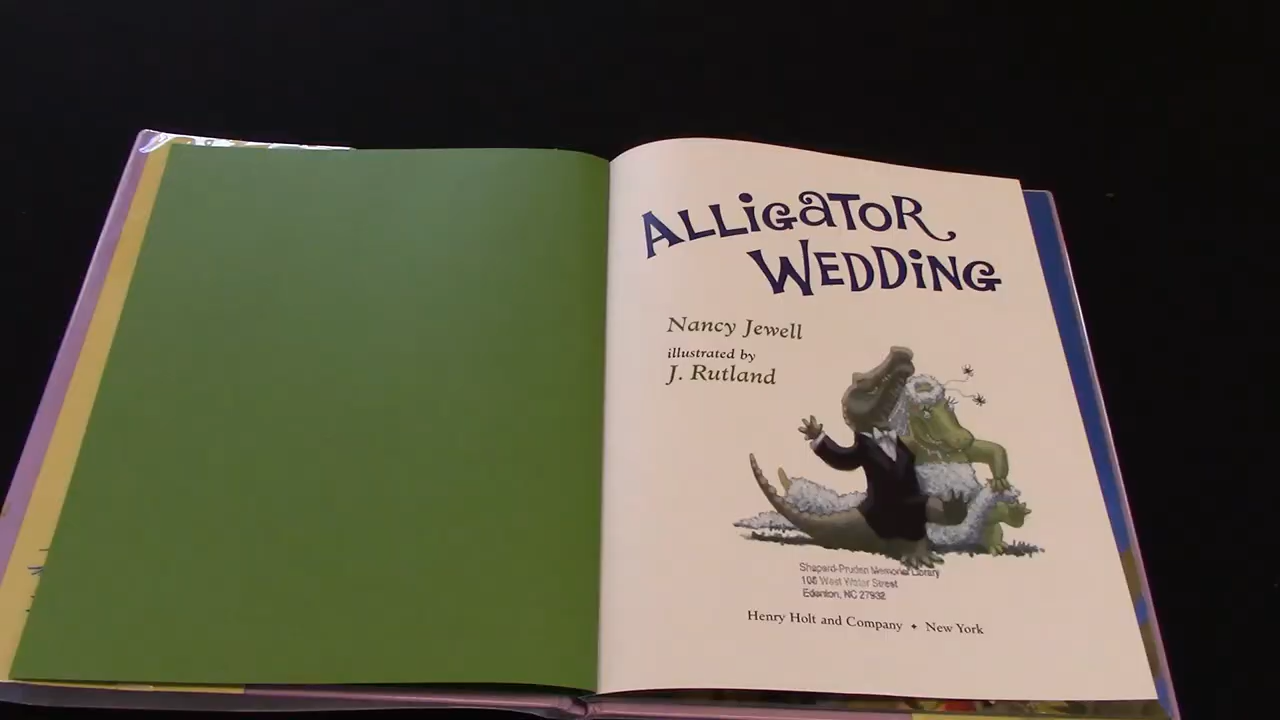 ALLiGaTOR
WEDDiNG
Nancy Jewell
illustrated by
J. Rutland
Shepard-Pruden Memorial Library
106 West Water Street
Edenton, NC 27932
Henry Holt and Company ✦ New York